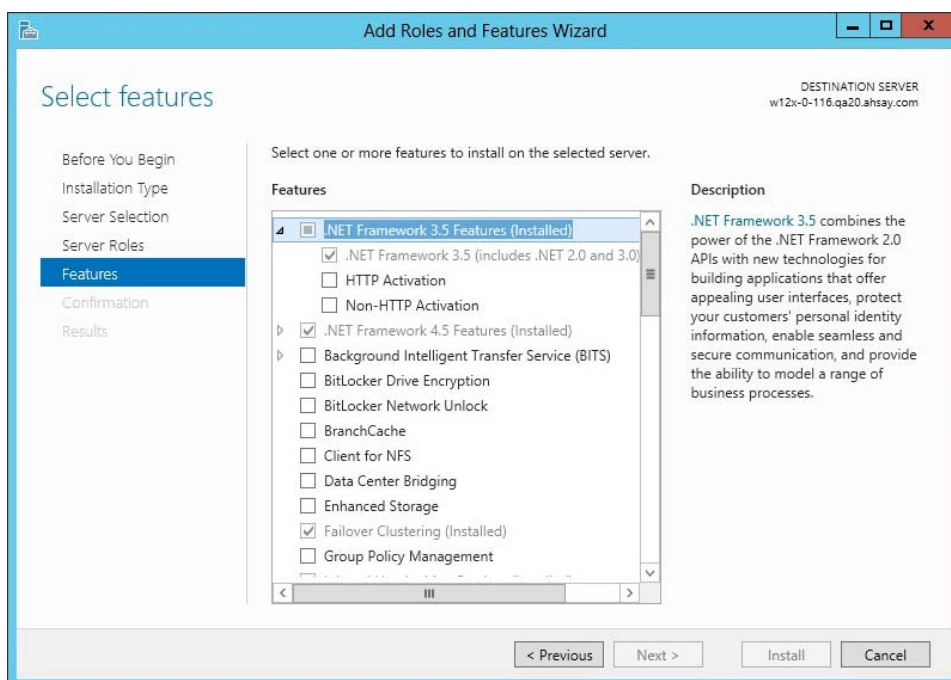 Add Roles and Features Wizard
Select features
DESTINATION SERVER
w12x-0-116.qa20.ahsay.com
Before You Begin
Installation Type
Server Selection
Server Roles
Features
Confirmation
Results
Select one or more features to install on the selected server.
Features
.NET Framework 3.5 Features (Installed)
.NET Framework 3.5 (includes .NET 2.0 and 3.0)
HTTP Activation
Non-HTTP Activation
.NET Framework 4.5 Features (Installed)
Background Intelligent Transfer Service (BITS)
BitLocker Drive Encryption
BitLocker Network Unlock
BranchCache
Client for NFS
Data Center Bridging
Enhanced Storage
Failover Clustering (Installed)
Group Policy Management
Description
.NET Framework 3.5 combines the
power of the .NET Framework 2.0
APIs with new technologies for
building applications that offer
appealing user interfaces, protect
your customers' personal identity
information, enable seamless and
secure communication, and provide
the ability to model a range of
business processes.
< Previous
Next >
Install
Cancel